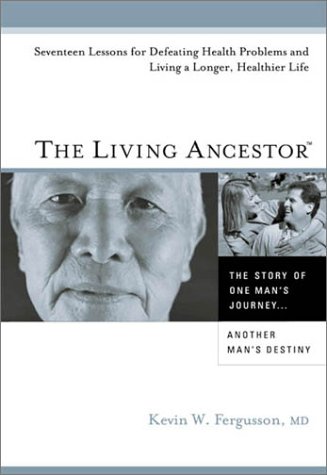 Seventeen Lessons for Defeating Health Problems and
Living a Longer, Healthier Life
THE LIVING ANCESTOR™
THE STORY OF
ONE MAN'S
JOURNEY...
ANOTHER
MAN'S DESTINY
Kevin W. Fergusson, MD